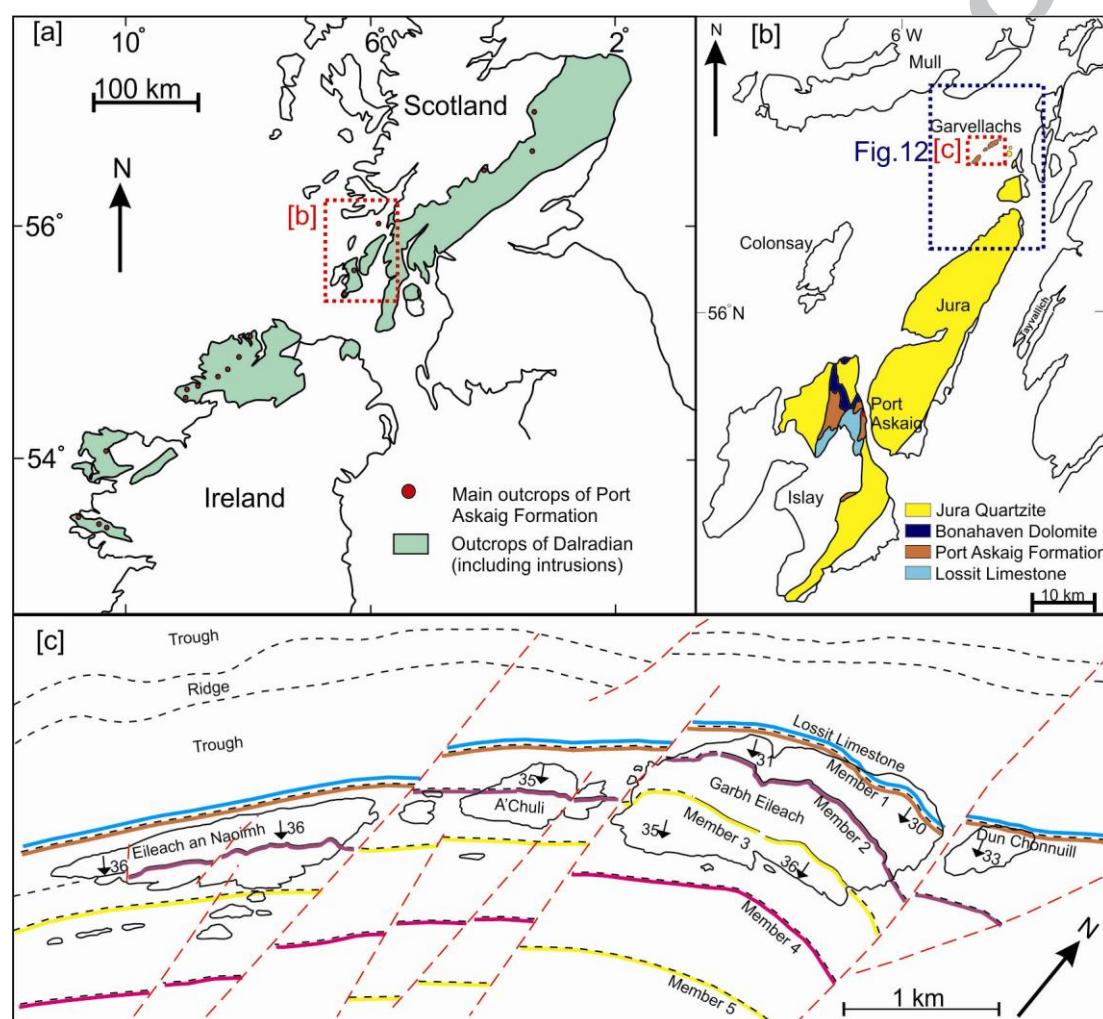 [a]
10°
6°
2°
100 km
Scotland
N
[b]
56°
54°
Ireland
Main outcrops of Port
Askaig Formation
Outcrops of Dalradian
(including intrusions)
[b]
N
6 W
Mull
Garvellachs
Fig.12
[c]
Colonsay
56°N
Jura
Tayvallich
Port
Askaig
Islay
Jura Quartzite
Bonahaven Dolomite
Port Askaig Formation
Lossit Limestone
10 km
[c]
Trough
Ridge
Trough
Lossit Limestone
Member 1
31
35
A'Chuli
Garbh Eileach
Member 2
30
Eileach an Naoimh
36
36
35
Member 3
36
Dun Chonnuill
33
Member 4
Member 5
N
1 km